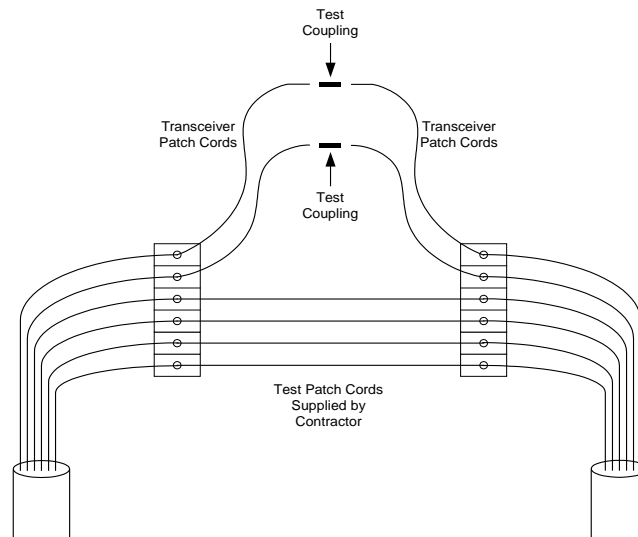 Test
Coupling
Transceiver
Patch Cords
Transceiver
Patch Cords
Test
Coupling
Test Patch Cords
Supplied by
Contractor